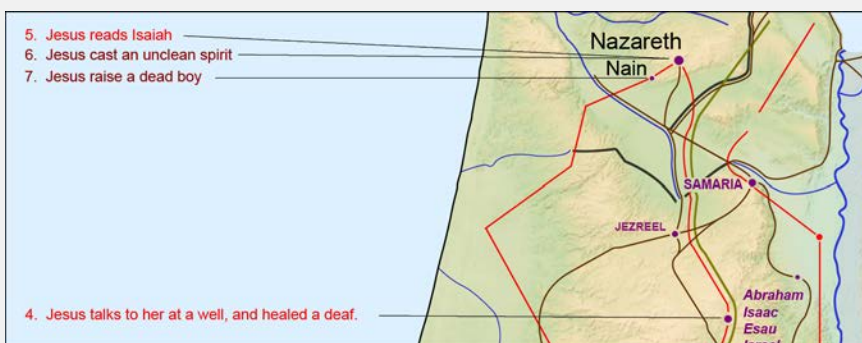 5. Jesus reads Isaiah
6. Jesus cast an unclean spirit
7. Jesus raise a dead boy
Nazareth
Nain
SAMARIA
JEZREEL
4. Jesus talks to her at a well, and healed a deaf.
Abraham
Isaac
Esau